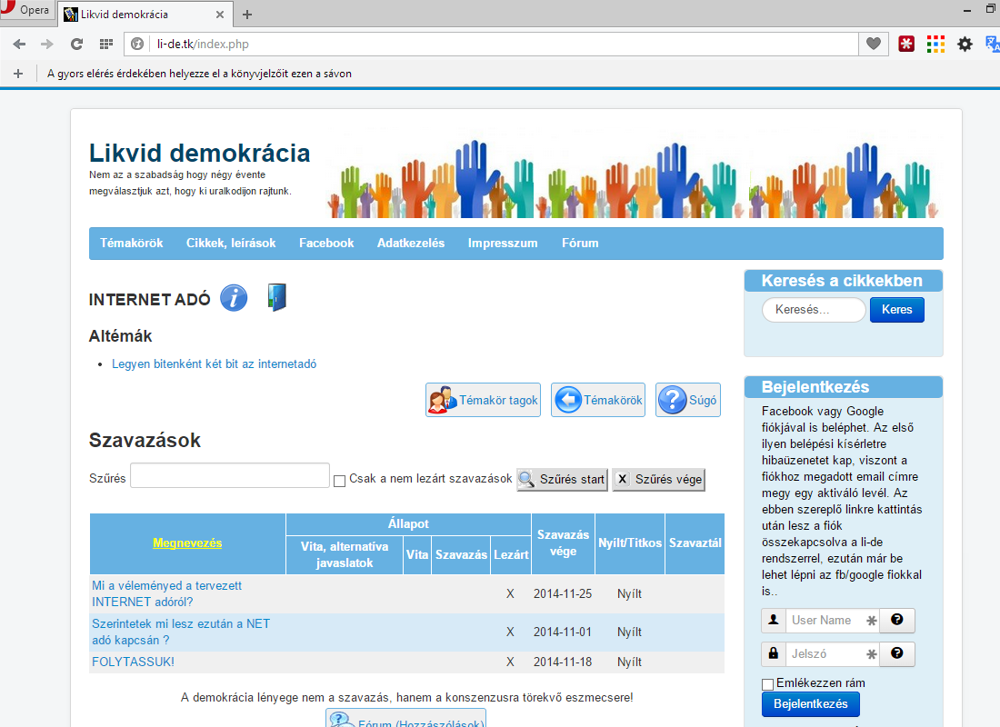 Opera
Likvid demokrácia
li-de.tk/index.php
A gyors elérés érdekében helyezze el a könyvjelzőit ezen a sávon
Likvid demokrácia
Nem az a szabadság hogy négy évente
megválasztjuk azt, hogy ki uralkodijon rajtunk.
Témakörök Cikkek, leírások Facebook Adatkezelés Impresszum Fórum
INTERNET ADÓ
Altémák
Legyen bitenként két bit az internetadó
Témakör tagok Témakörök Súgó
Szavazások
Szűrés Csak a nem lezárt szavazások Szűrés start X Szűrés vége
Megnevezés Állapot Szavazás vége Nyílt/Titkos Szavaztál
Vita, alternatíva javaslatok Vita Szavazás Lezárt
Mi a véleményed a tervezett
INTERNET adóról? X 2014-11-25 Nyílt
Szerintetek mi lesz ezután a NET
adó kapcsán ? X 2014-11-01 Nyílt
FOLYTASSUK! X 2014-11-18 Nyílt
A demokrácia lényege nem a szavazás, hanem a konszenzusra törekvő eszmecsere!
Fórum (Hozzászólások)
Keresés a cikkekben
Keresés... Keres
Bejelentkezés
Facebook vagy Google
fiókjával is beléphet. Az első
ilyen belépési kísérletre
hibaüzenetet kap, viszont a
fiókhoz megadott email címre
megy egy aktiváló levél. Az
ebben szereplő linkre kattintás
után lesz a fiók
összekapcsolva a li-de
rendszerrel, ezután már be
lehet lépni az fb/google fiokkal
is..
User Name
Jelszó
Emlékezzen rám
Bejelentkezés